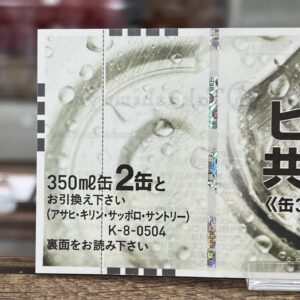 350㎖缶2缶と
お引換え下さい
(アサヒ・キリン・サッポロ・サントリー)
K-8-0504
裏面をお読み下さい
ビ
共
《缶3